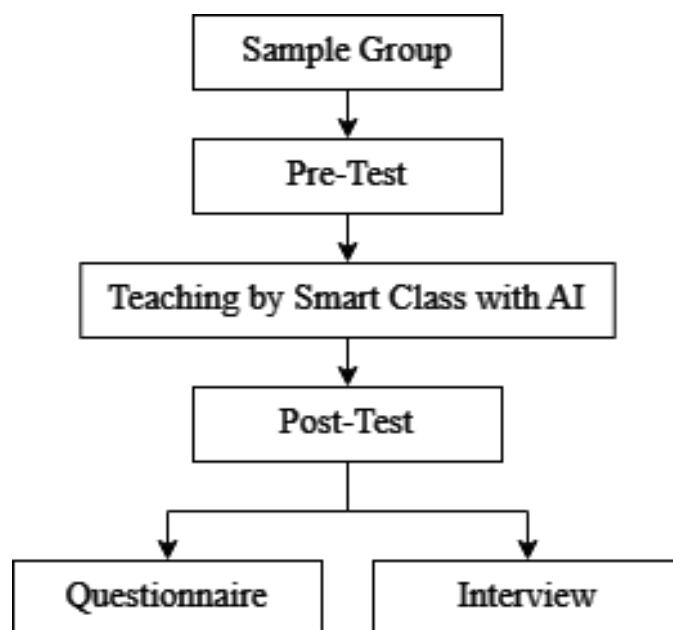 Sample Group
Pre-Test
Teaching by Smart Class with AI
Post-Test
Questionnaire
Interview